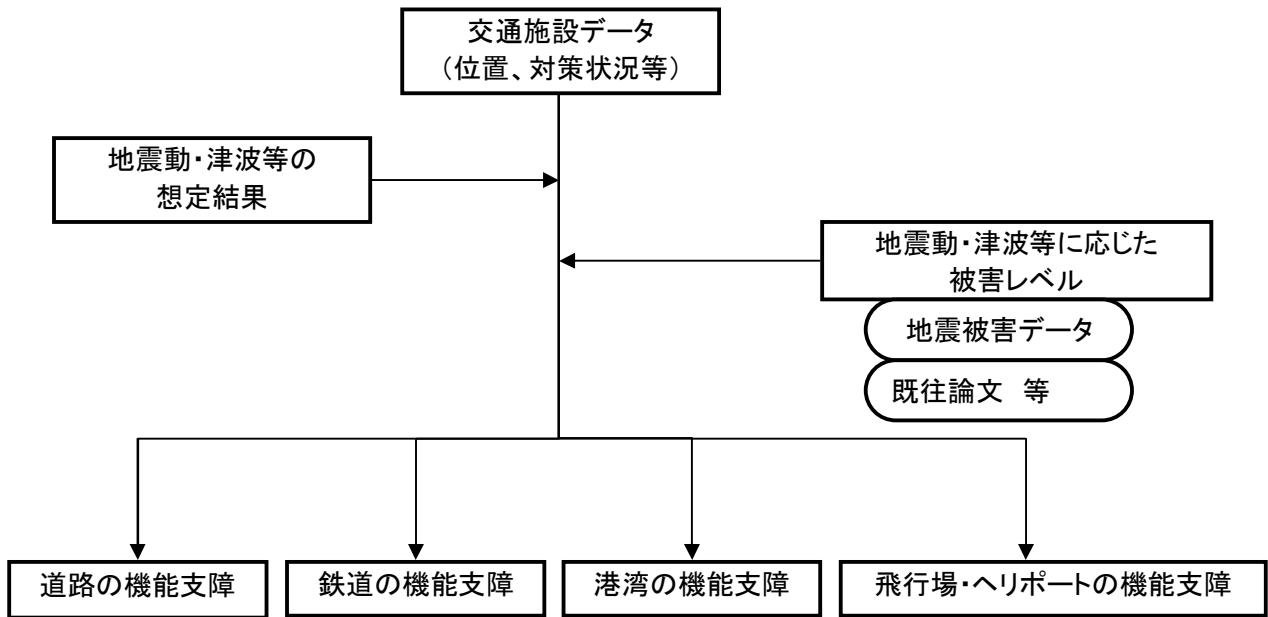 交通施設データ
（位置、対策状況等）
地震動・津波等の
想定結果
地震動・津波等に応じた
被害レベル
地震被害データ
既往論文　等
道路の機能支障
鉄道の機能支障
港湾の機能支障
飛行場・ヘリポートの機能支障